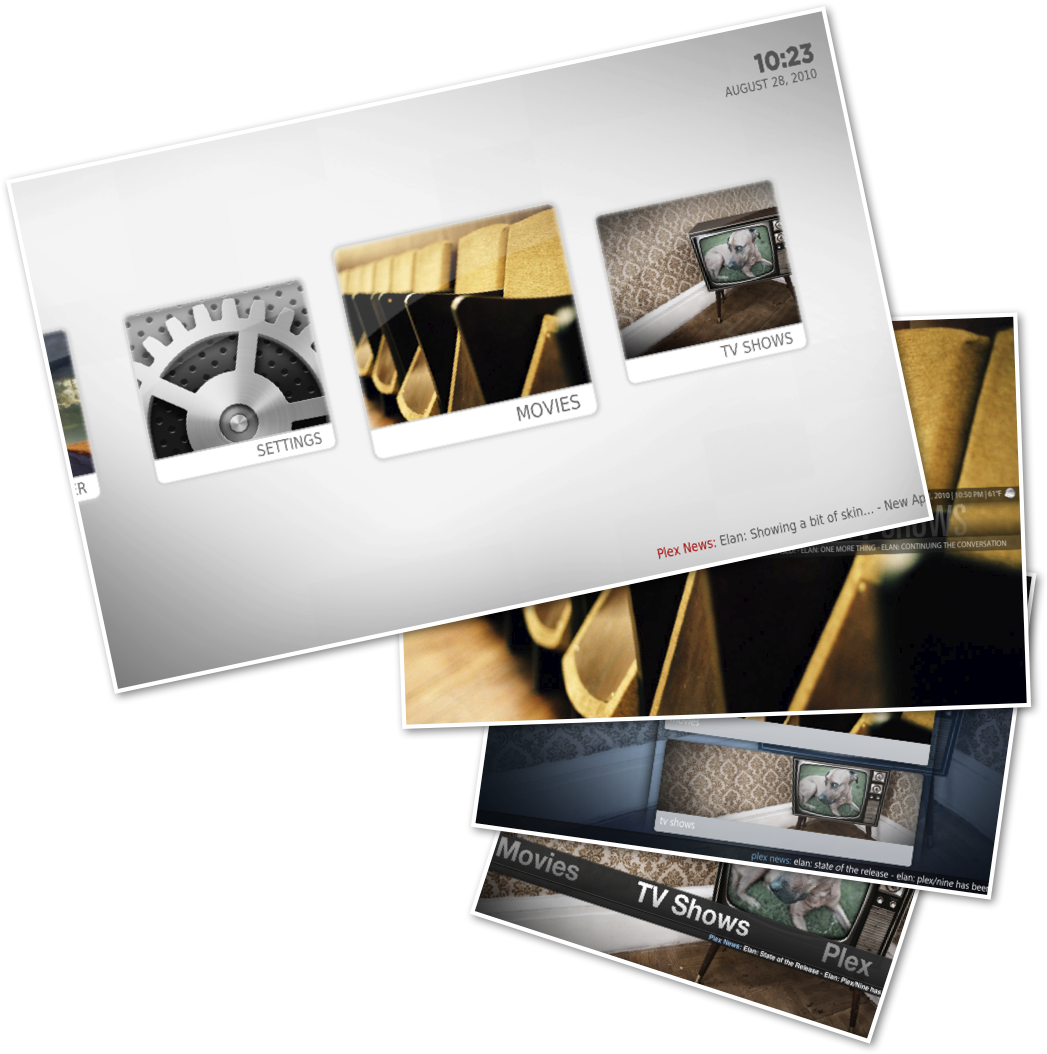 10:23
AUGUST 28, 2010
TV SHOWS
MOVIES
SETTINGS
ER
Plex News: Elan: Showing a bit of skin... - New Ap
2010 | 10:50 PM | 61°F
SHOWS
ELAN: ONE MORE THING - ELAN: CONTINUING THE CONVERSATION
tv shows
plex news: elan: state of the release - elan: plex/nine has been
Movies
TV Shows
Plex
Plex News: Elan: State of the Release - Elan: Plex/Nine has